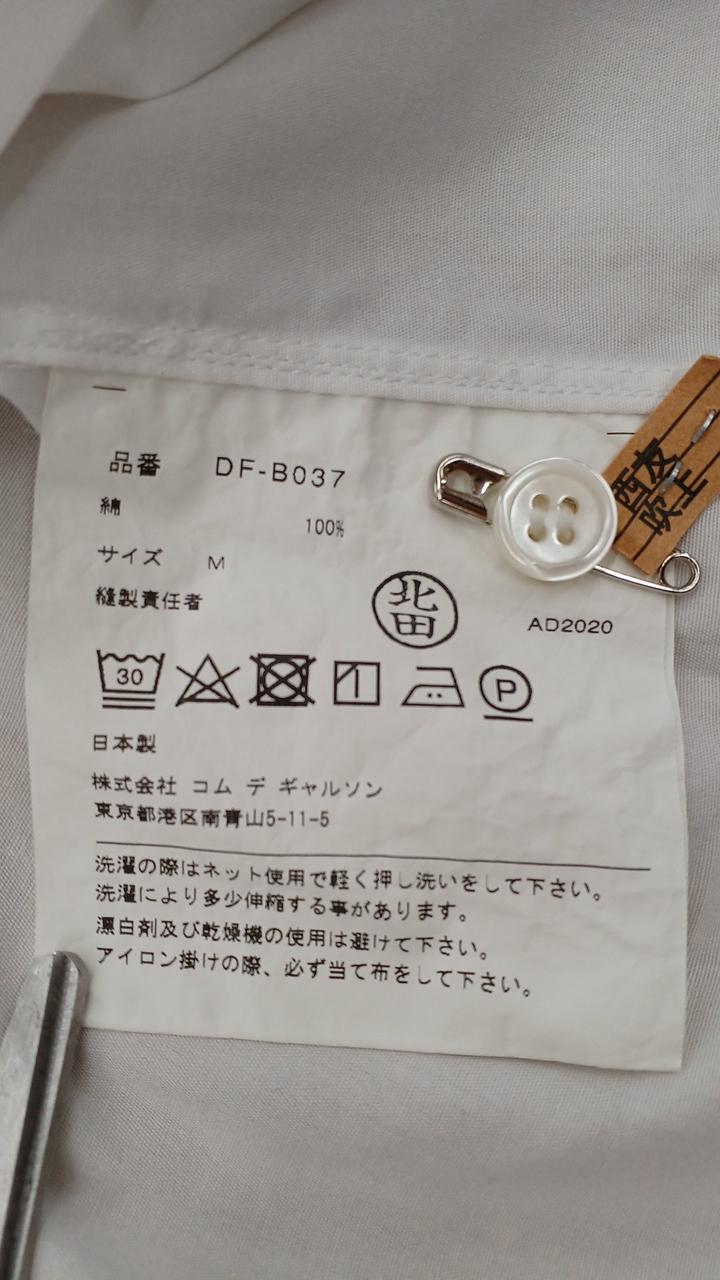 品番 DF-B037
綿 100%
サイズ M
縫製責任者 北田 AD2020
30 P
日本製
株式会社 コム デ ギャルソン
東京都港区南青山5-11-5
洗濯の際はネット使用で軽く押し洗いをして下さい。
洗濯により多少伸縮する事があります。
漂白剤及び乾燥機の使用は避けて下さい。
アイロン掛けの際、必ず当て布をして下さい。